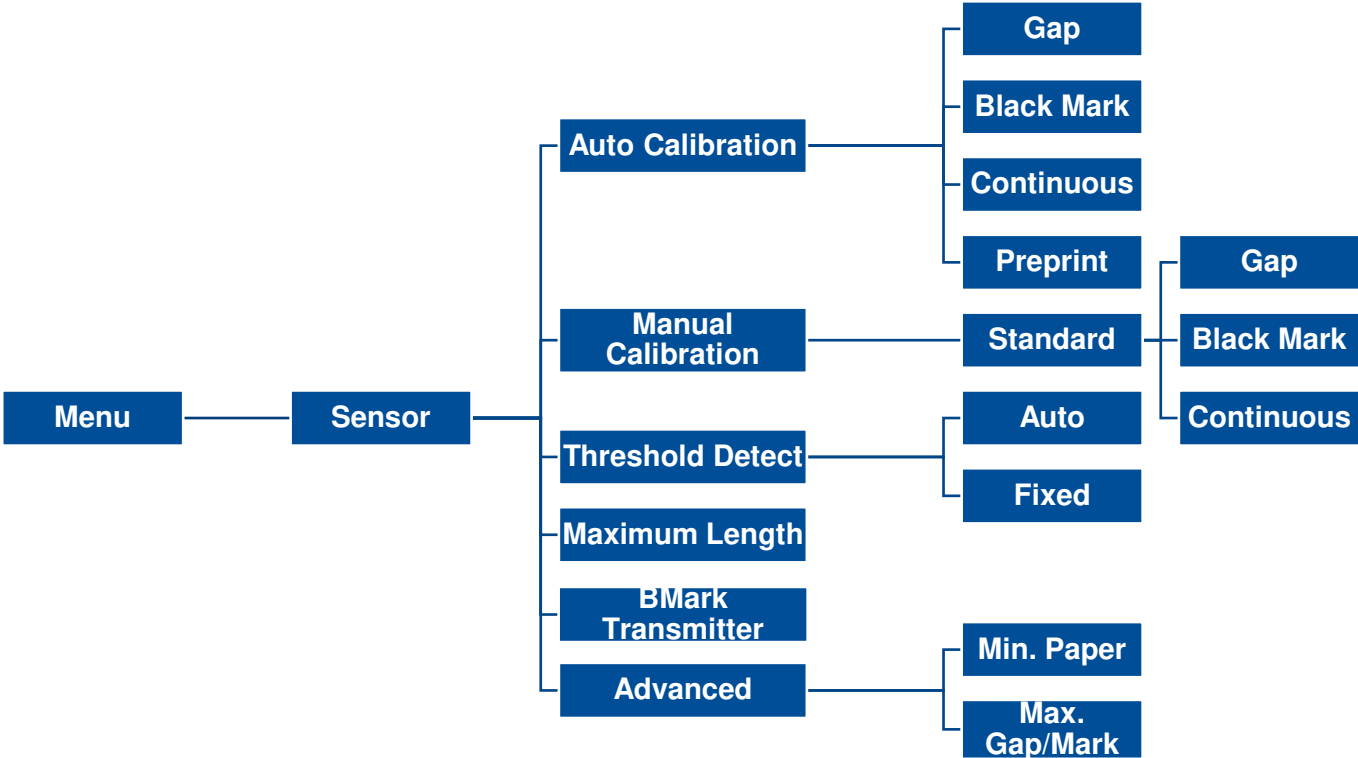 Menu
Sensor
Auto Calibration
Gap
Black Mark
Continuous
Preprint
Manual
Calibration
Standard
Gap
Black Mark
Continuous
Threshold Detect
Auto
Fixed
Maximum Length
BMark
Transmitter
Advanced
Min. Paper
Max.
Gap/Mark